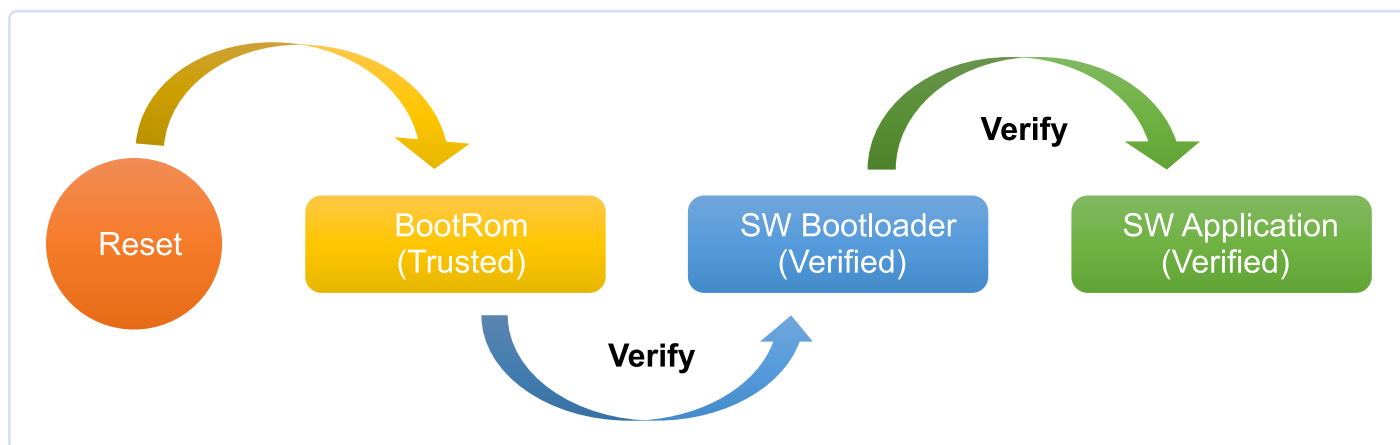 Reset
BootRom
(Trusted)
Verify
SW Bootloader
(Verified)
Verify
SW Application
(Verified)